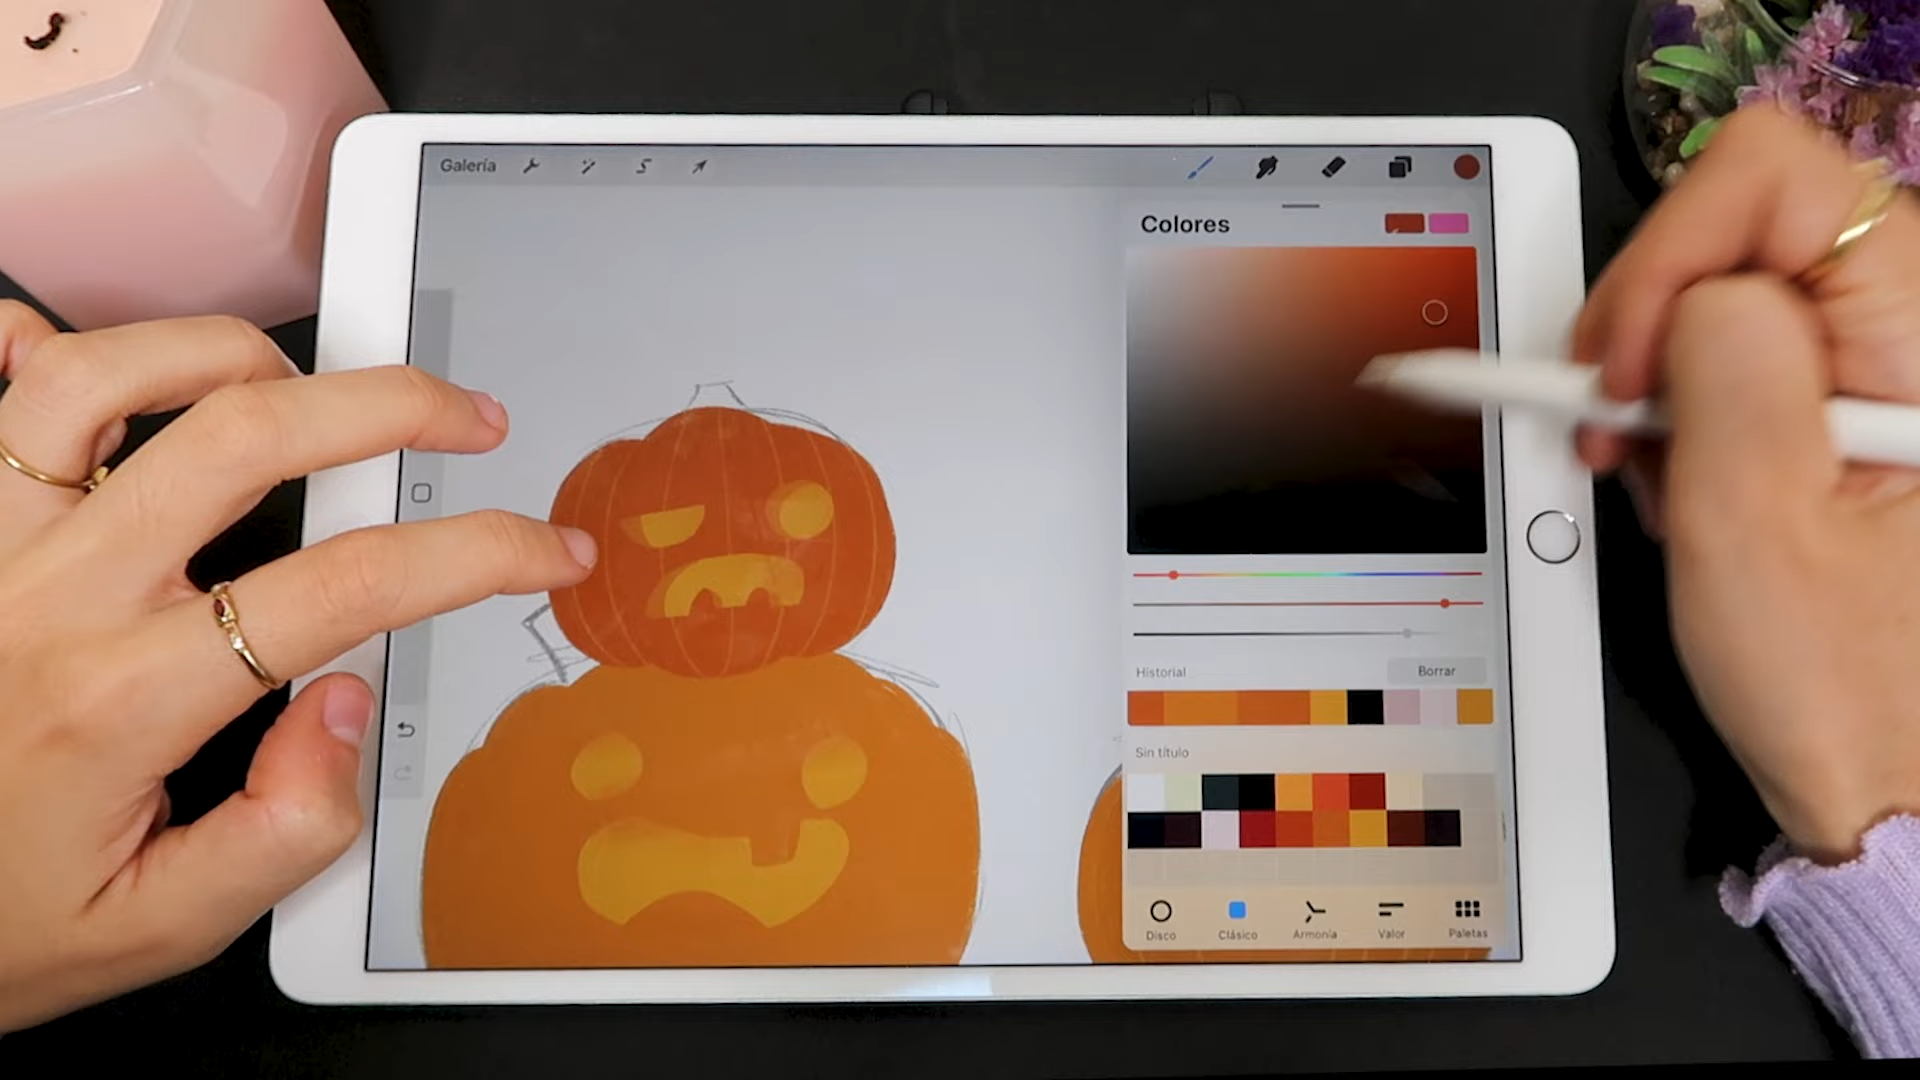 Galería
Colores
Historial
Borrar
Sin título
Disco
Clásico
Armonía
Valor
Paletas